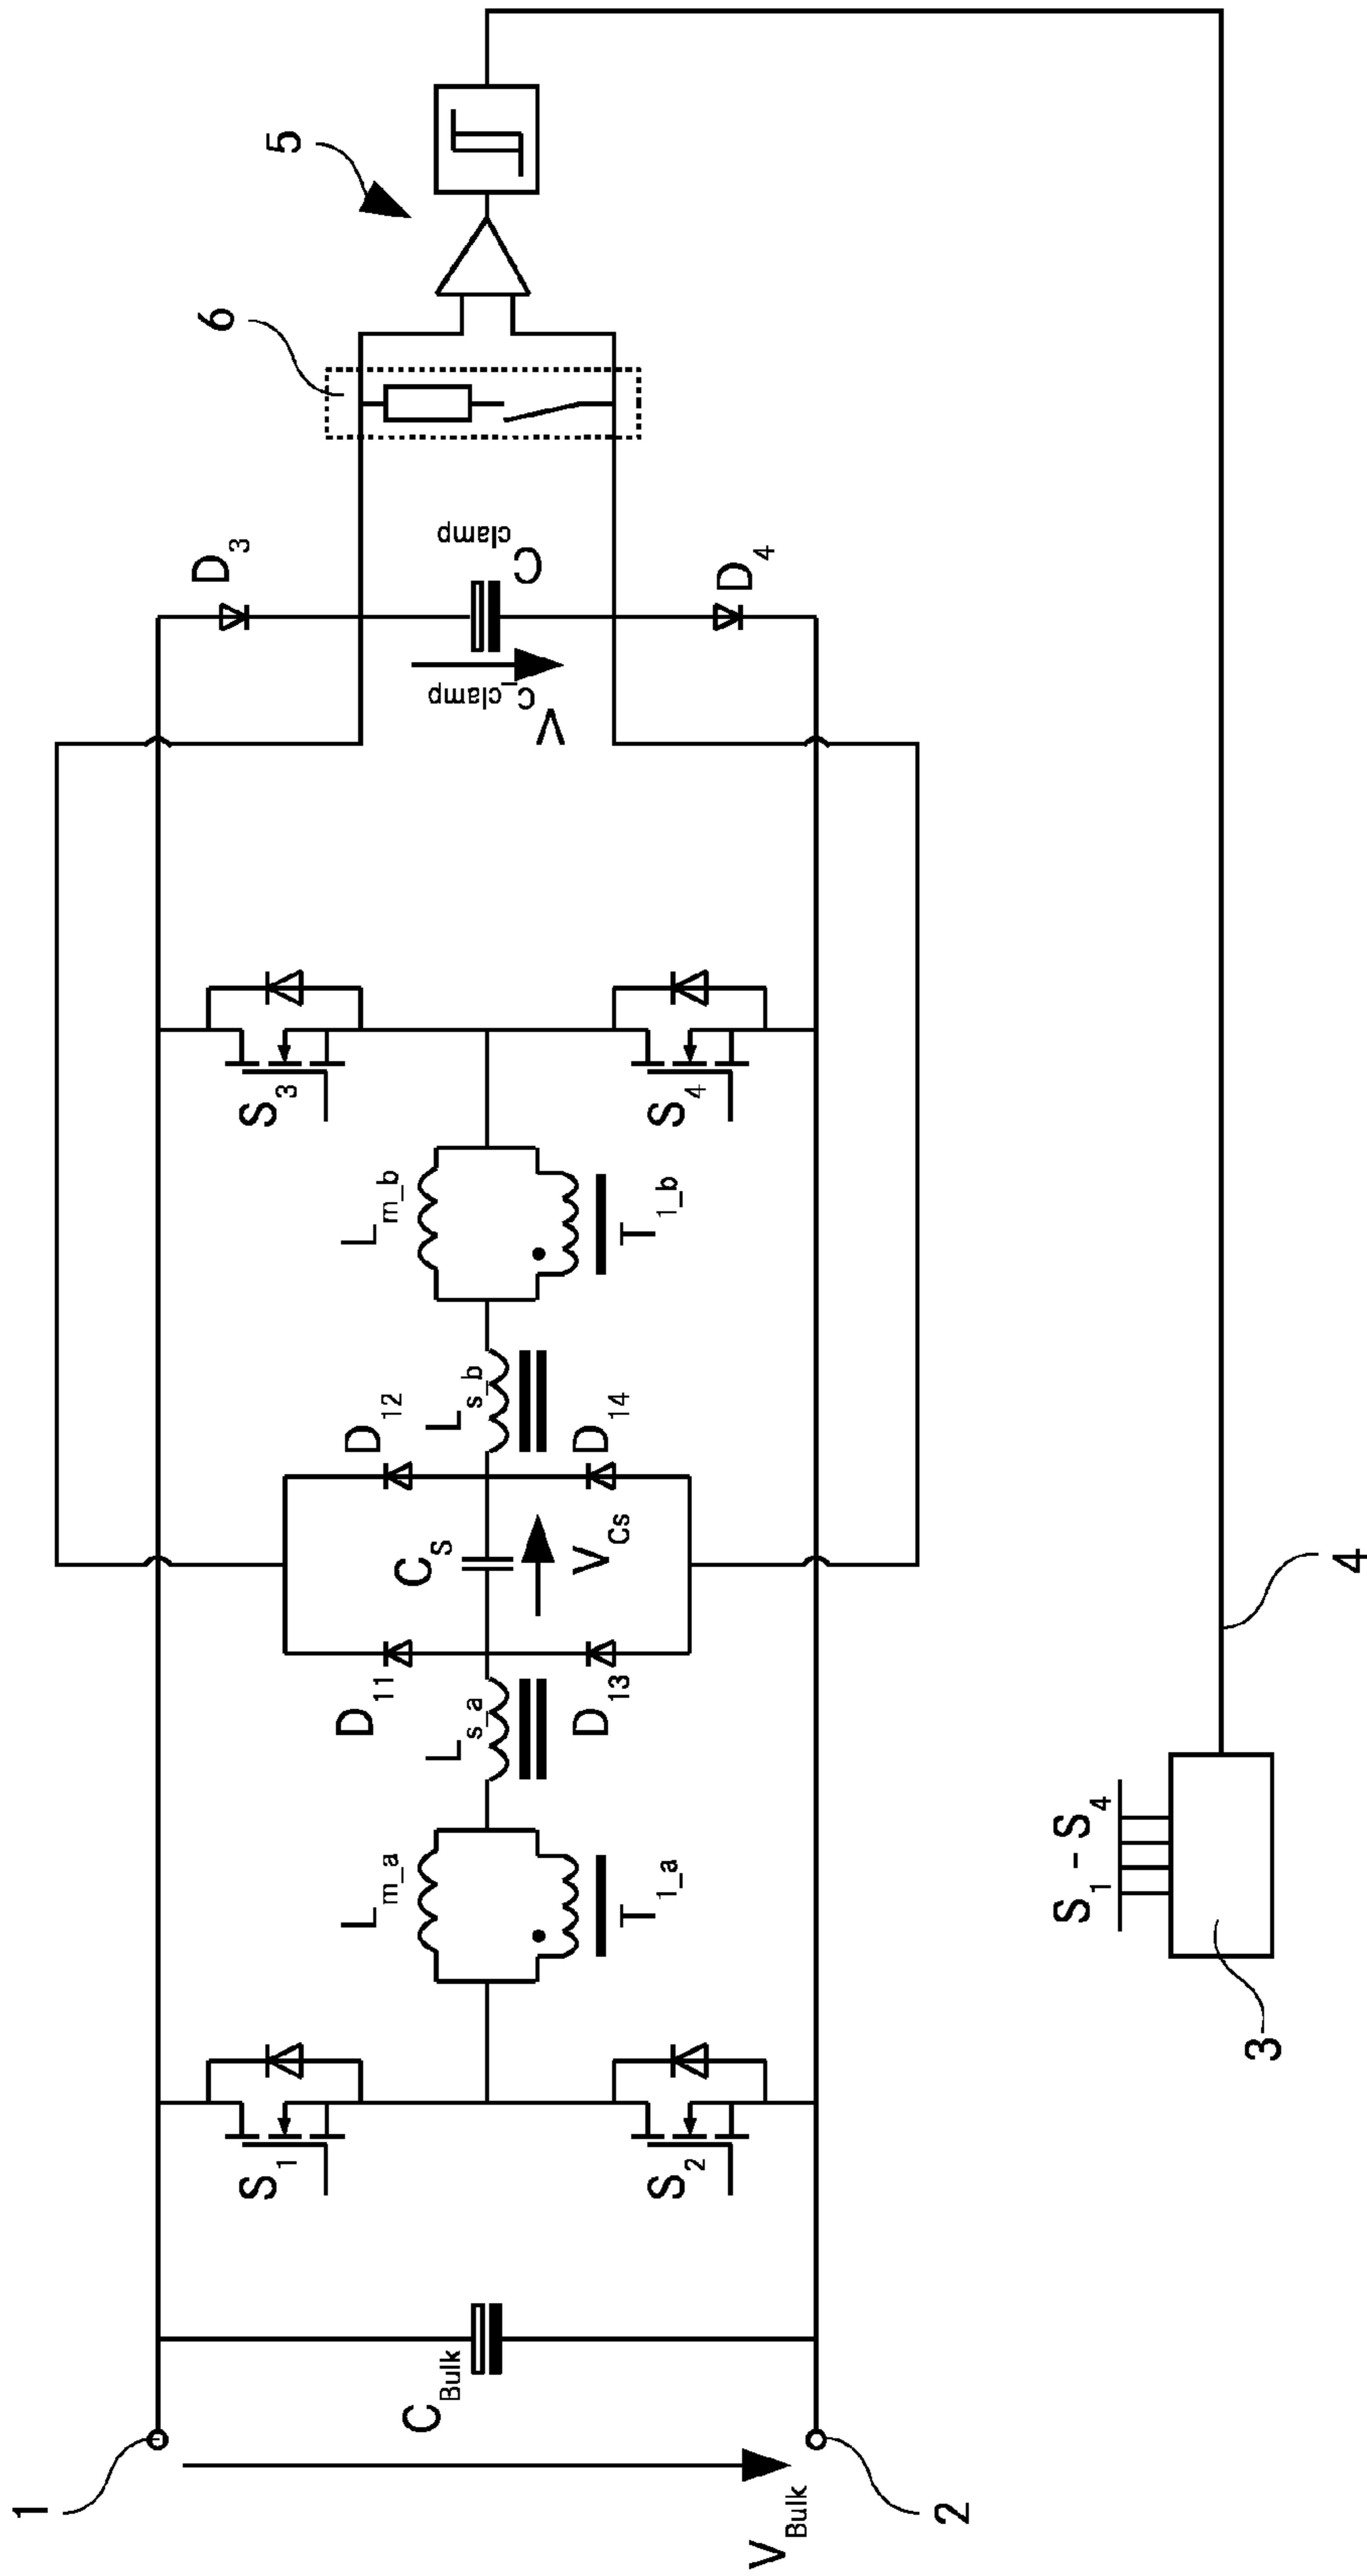 1
2
V_Bulk
C_Bulk
S_1
S_2
L_m_a
T_1_a
L_s_a
D_11
D_13
C_S
V_Cs
D_12
D_14
L_s_b
L_m_b
T_1_b
S_3
S_4
D_3
D_4
C_clamp
V_C_clamp
6
5
S_1 - S_4
3
4